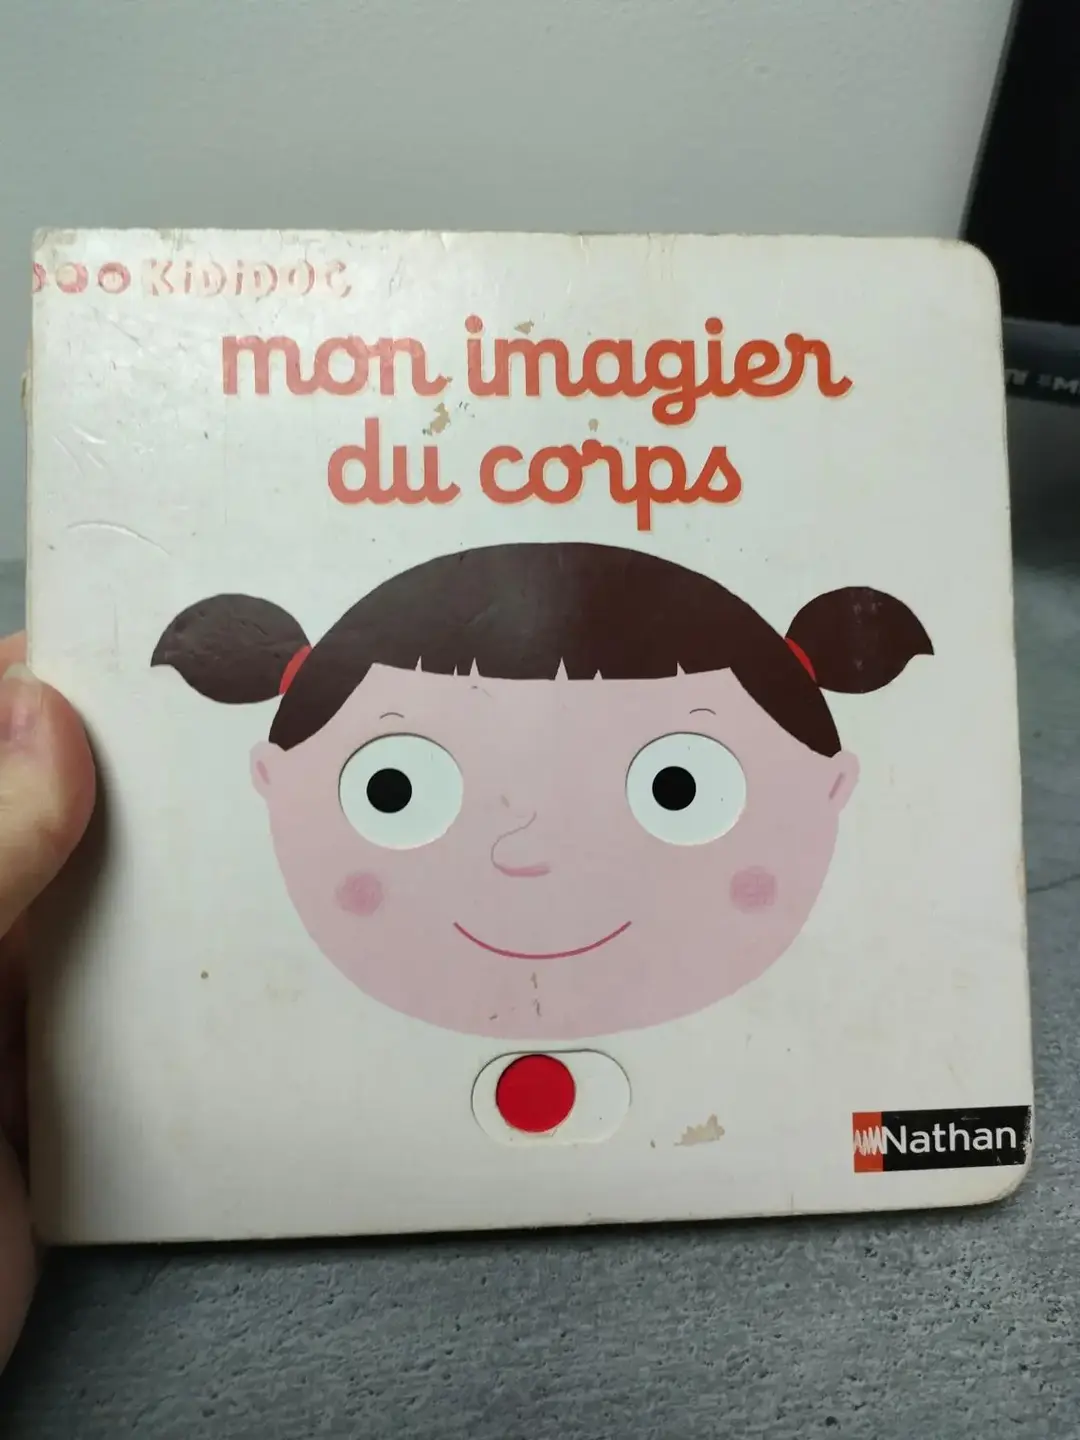 KiDiDOC
mon imagier
du corps
Nathan